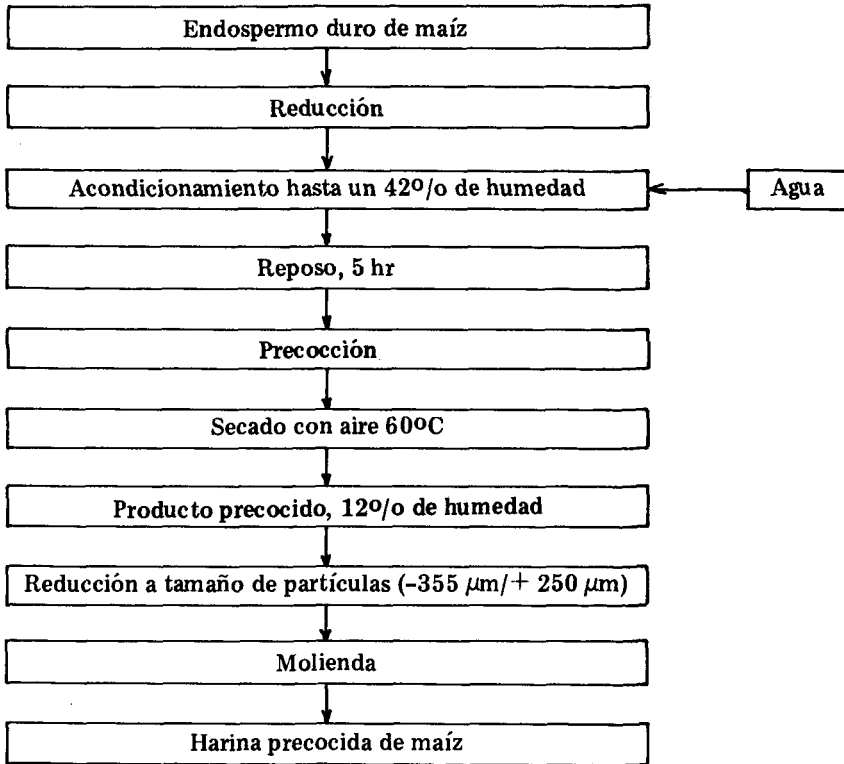 Endospermo duro de maíz
Reducción
Acondicionamiento hasta un 42º/o de humedad
Agua
Reposo, 5 hr
Precocción
Secado con aire 60ºC
Producto precocido, 12º/o de humedad
Reducción a tamaño de partículas (-355 μm/+ 250 μm)
Molienda
Harina precocida de maíz